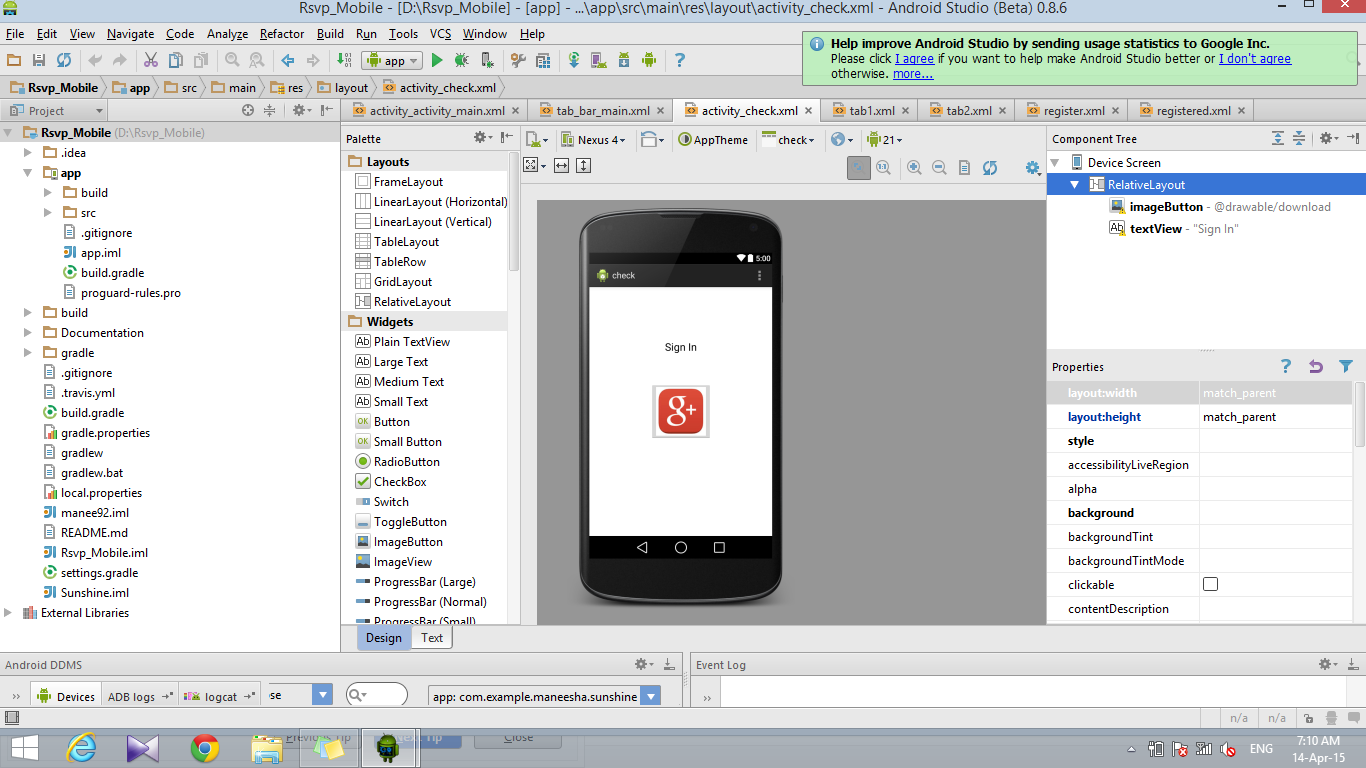 Rsvp_Mobile - [D:\Rsvp_Mobile] - [app] - ...\app\src\main\res\layout\activity_check.xml - Android Studio (Beta) 0.8.6
File Edit View Navigate Code Analyze Refactor Build Run Tools VCS Window Help
app
Help improve Android Studio by sending usage statistics to Google Inc.
Please click I agree if you want to help make Android Studio better or I don't agree
otherwise. more...
Rsvp_Mobile app src main res layout activity_check.xml
Project
activity_activity_main.xml tab_bar_main.xml activity_check.xml tab1.xml tab2.xml register.xml registered.xml
Rsvp_Mobile (D:\Rsvp_Mobile)
.idea
app
build
src
.gitignore
app.iml
build.gradle
proguard-rules.pro
build
Documentation
gradle
.gitignore
.travis.yml
build.gradle
gradle.properties
gradlew
gradlew.bat
local.properties
manee92.iml
README.md
Rsvp_Mobile.iml
settings.gradle
Sunshine.iml
External Libraries
Palette
Layouts
FrameLayout
LinearLayout (Horizontal)
LinearLayout (Vertical)
TableLayout
TableRow
GridLayout
RelativeLayout
Widgets
Plain TextView
Large Text
Medium Text
Small Text
Button
Small Button
RadioButton
CheckBox
Switch
ToggleButton
ImageButton
ImageView
ProgressBar (Large)
ProgressBar (Normal)
ProgressBar (Small)
Nexus 4 AppTheme check 21
5:00
check
Sign In
g+
Design Text
Component Tree
Device Screen
RelativeLayout
imageButton - @drawable/download
textView - "Sign In"
Properties
layout:width match_parent
layout:height match_parent
style
accessibilityLiveRegion
alpha
background
backgroundTint
backgroundTintMode
clickable
contentDescription
Android DDMS
Devices ADB logs logcat
app: com.example.maneesha.sunshine
Event Log
n/a n/a
Previous Tip Next Tip Close
ENG
7:10 AM
14-Apr-15